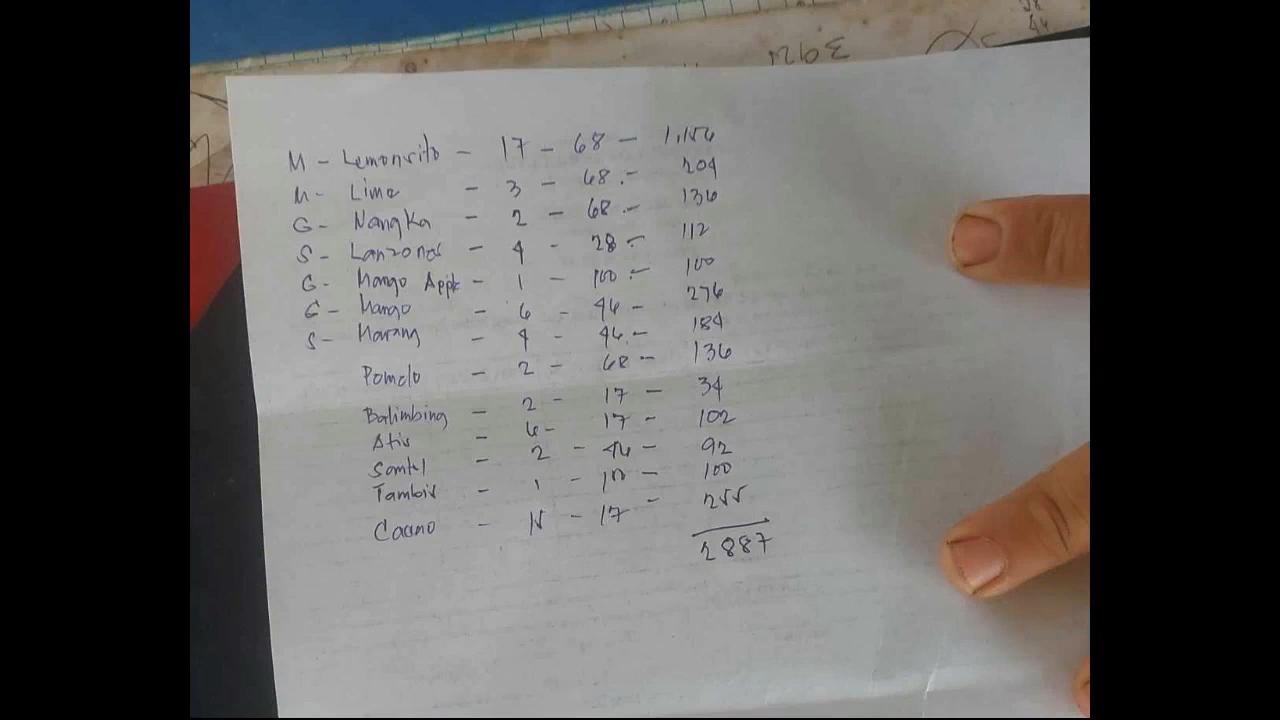 M - Lemonsito - 17 - 68 - 1,156
M - Lime - 3 - 68.- 204
G - Nangka - 2 - 68.- 136
S - Lanzones - 4 - 28.- 112
G - Mango Apple - 1 - 100.- 100
G - Mango - 6 - 46 - 276
S - Marang - 4 - 46.- 184
Pomelo - 2 - 68 - 136
Balimbing - 2 - 17 - 34
Atis - 6 - 17 - 102
Santol - 2 - 46 - 92
Tambis - 1 - 100 - 100
Cacao - 15 - 17 - 255
2887